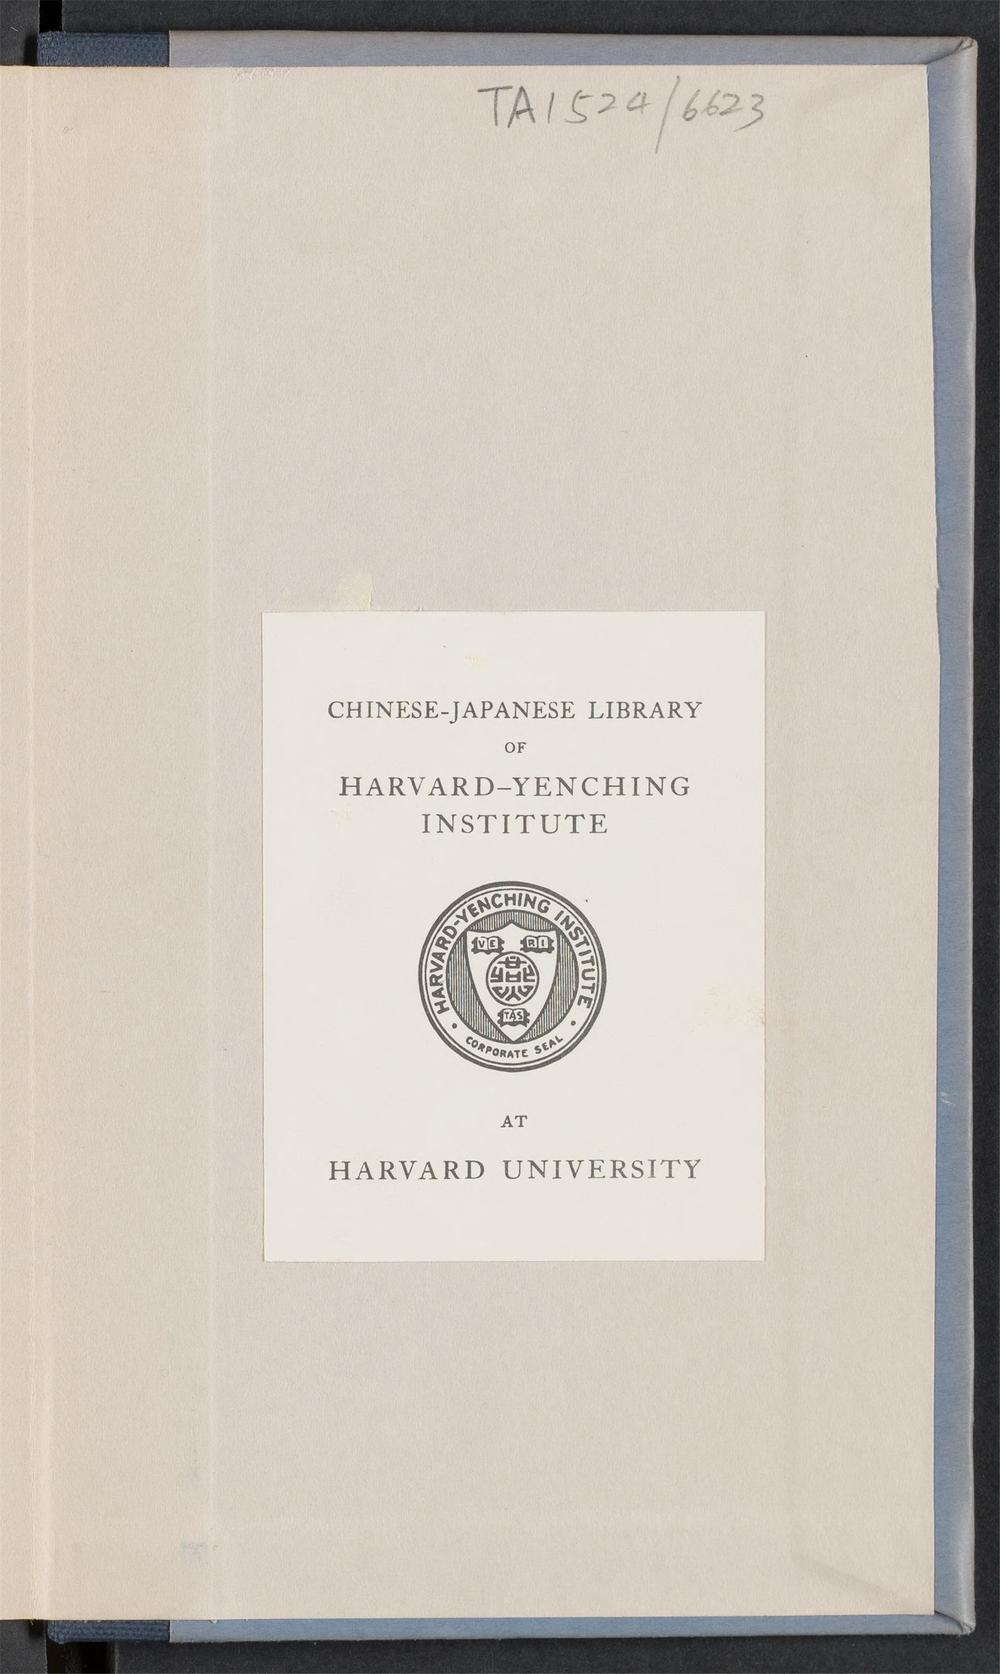 TA1524/6623
CHINESE-JAPANESE LIBRARY
OF
HARVARD-YENCHING
INSTITUTE
HARVARD-YENCHING INSTITUTE
VE RI
TAS
• CORPORATE SEAL •
AT
HARVARD UNIVERSITY